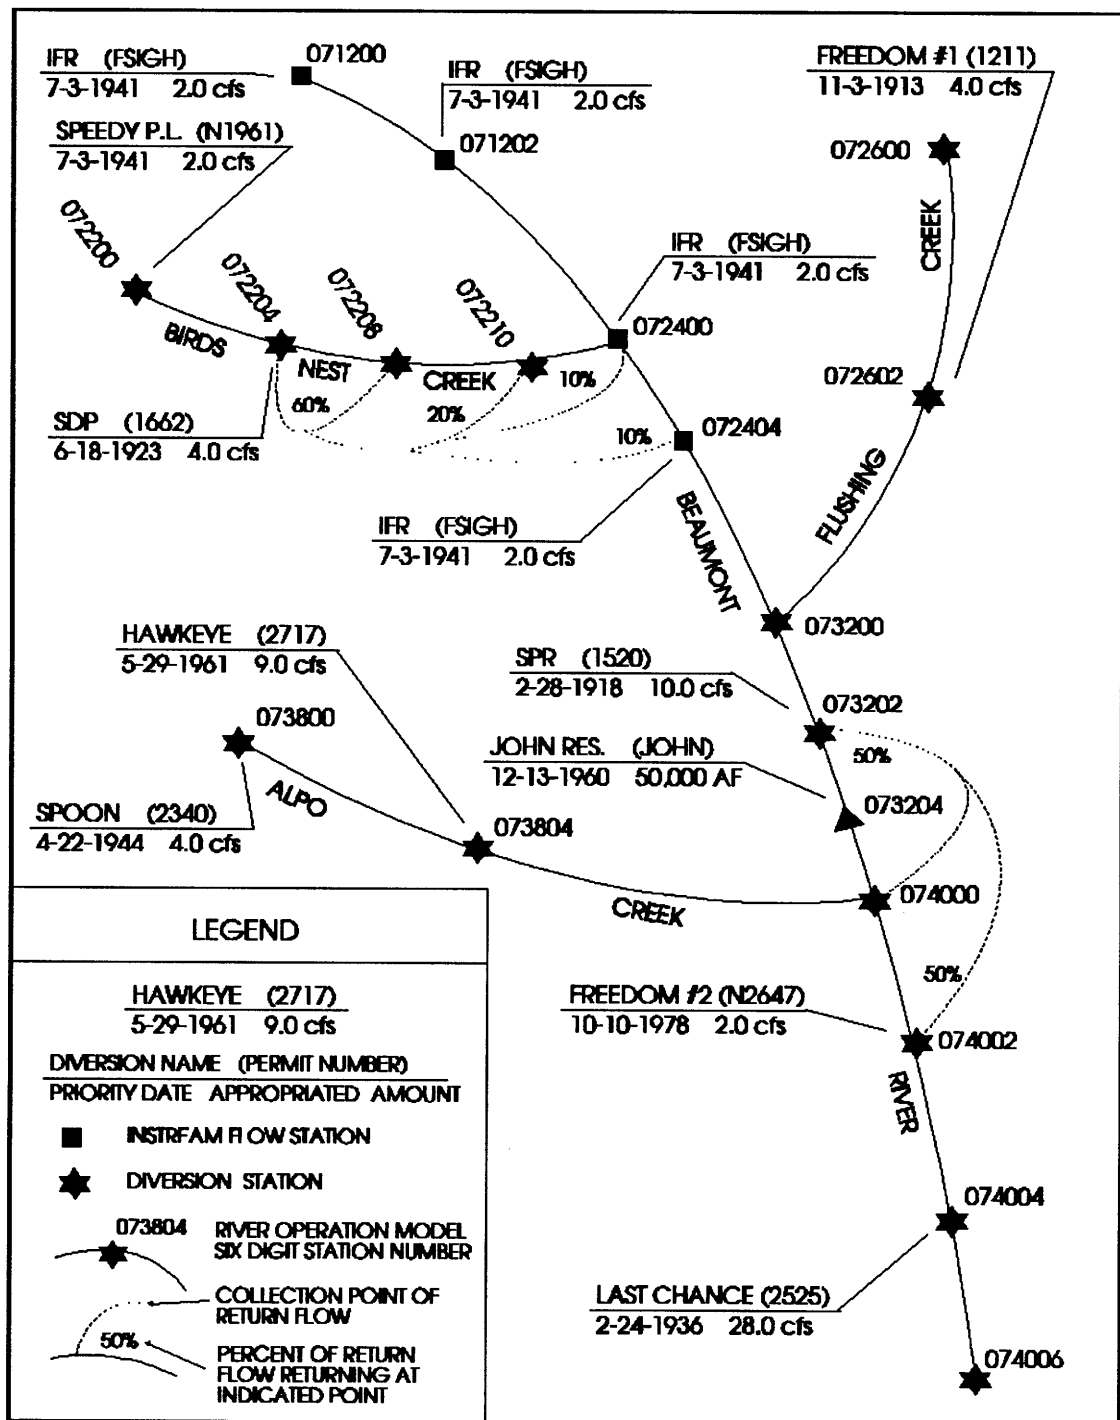 IFR (FSIGH)
7-3-1941 2.0 cfs
071200
IFR (FSIGH)
7-3-1941 2.0 cfs
071202
FREEDOM #1 (1211)
11-3-1913 4.0 cfs
SPEEDY P.L. (N1961)
7-3-1941 2.0 cfs
072600
CREEK
072200
072204
072208
072210
IFR (FSIGH)
7-3-1941 2.0 cfs
072400
BIRDS
NEST
CREEK
10%
072602
60%
20%
SDP (1662)
6-18-1923 4.0 cfs
10%
072404
FLUSHING
IFR (FSIGH)
7-3-1941 2.0 cfs
BEAUMONT
073200
HAWKEYE (2717)
5-29-1961 9.0 cfs
SPR (1520)
2-28-1918 10.0 cfs
073202
073800
50%
JOHN RES. (JOHN)
12-13-1960 50,000 AF
073204
ALPO
SPOON (2340)
4-22-1944 4.0 cfs
073804
CREEK
074000
50%
FREEDOM #2 (N2647)
10-10-1978 2.0 cfs
074002
RIVER
074004
LAST CHANCE (2525)
2-24-1936 28.0 cfs
074006
LEGEND
HAWKEYE (2717)
5-29-1961 9.0 cfs
DIVERSION NAME (PERMIT NUMBER)
PRIORITY DATE APPROPRIATED AMOUNT
INSTREAM FLOW STATION
DIVERSION STATION
073804
RIVER OPERATION MODEL
SIX DIGIT STATION NUMBER
COLLECTION POINT OF
RETURN FLOW
50%
PERCENT OF RETURN
FLOW RETURNING AT
INDICATED POINT